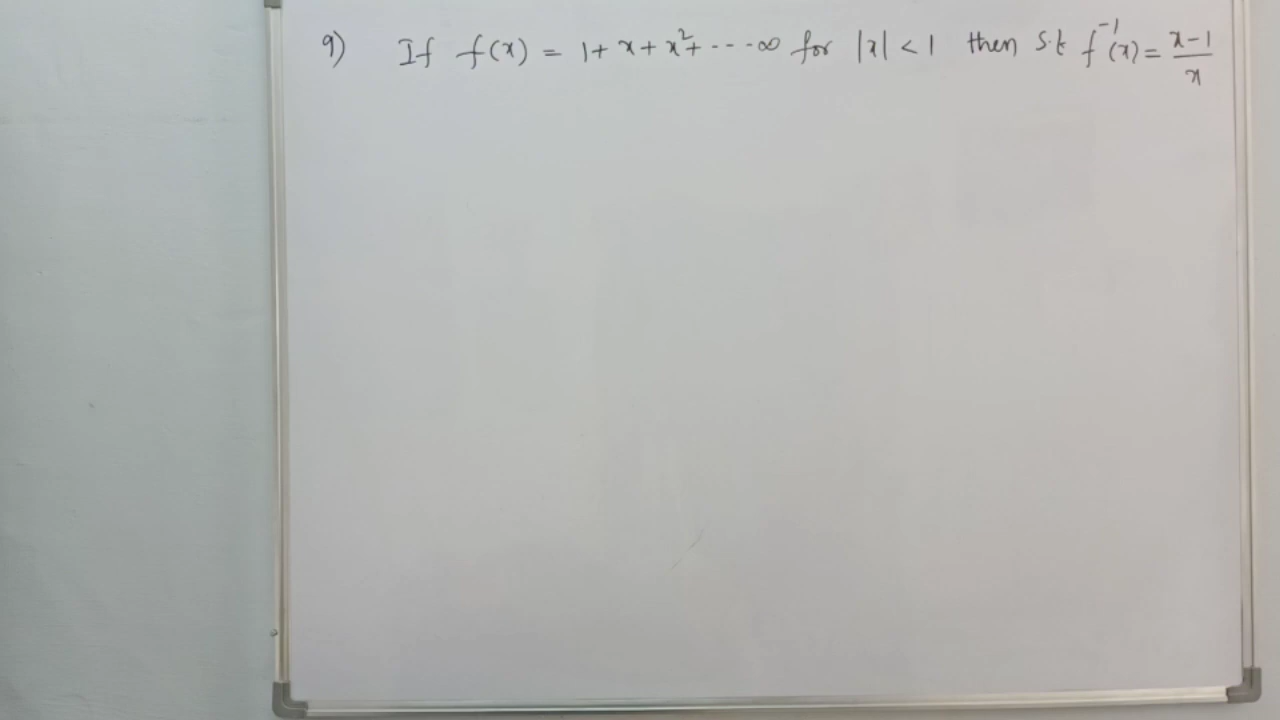 9) If f(x) = 1 + x + x² + ----∞ for |x| < 1 then S.t f⁻¹(x) = (x-1)/x